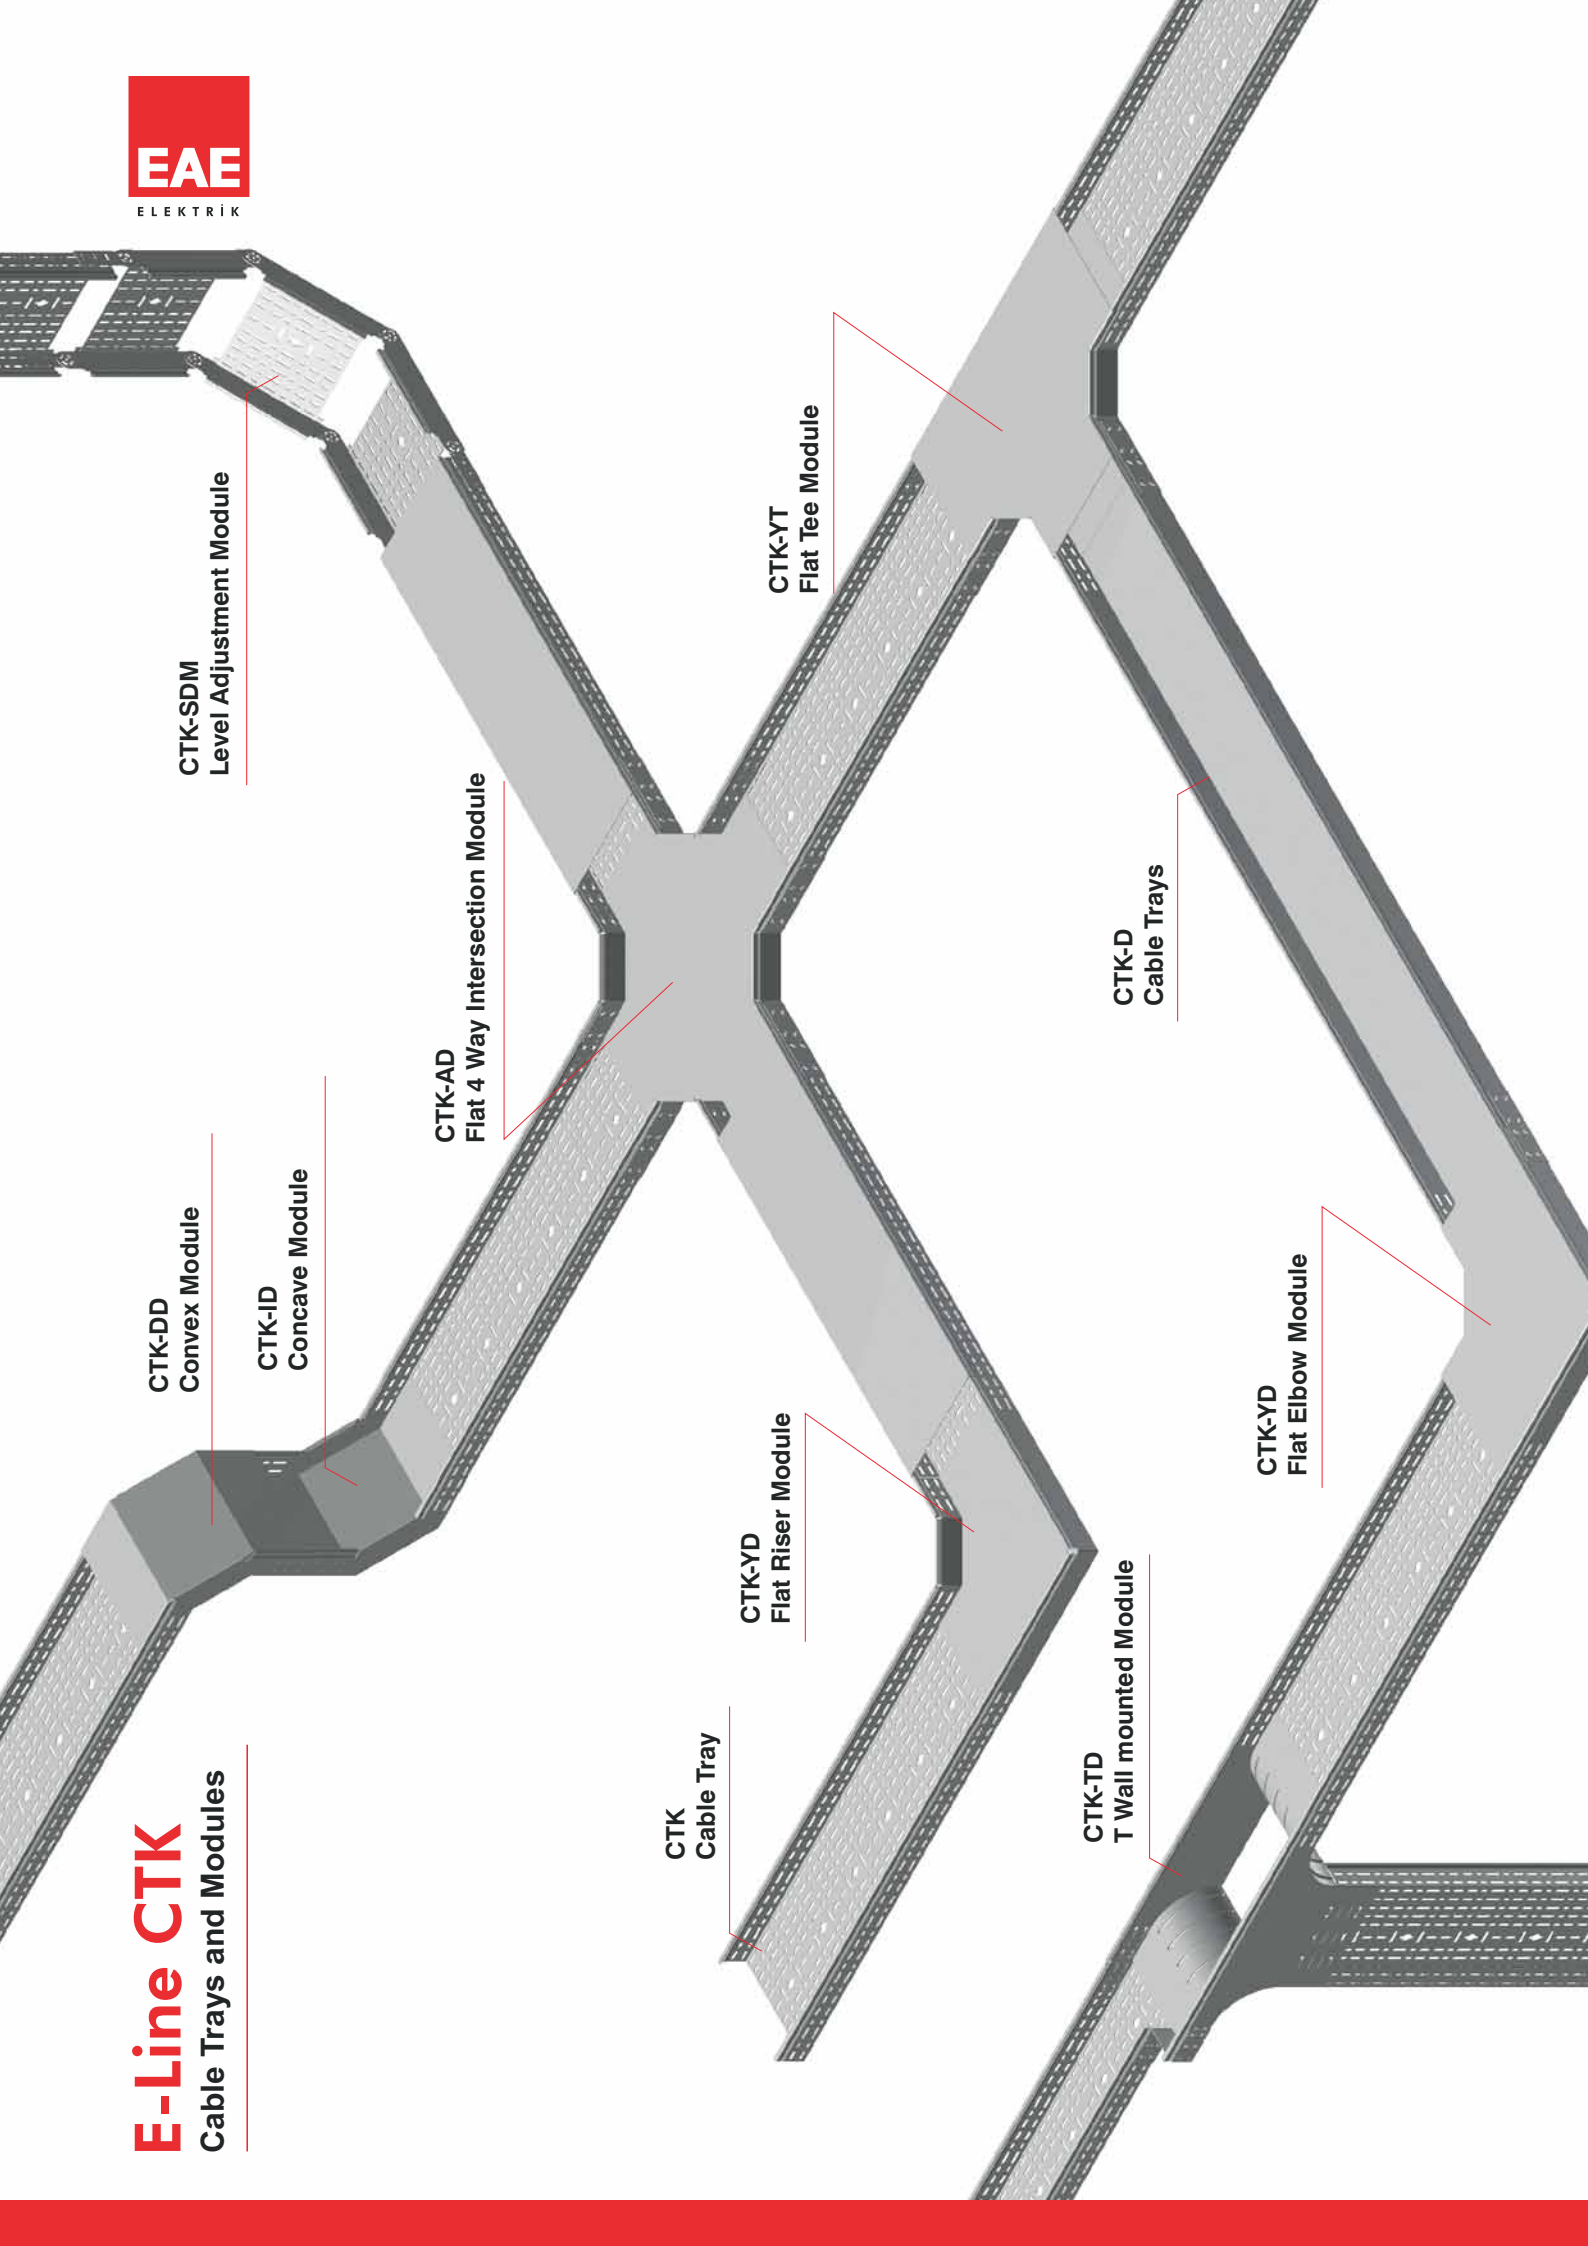 EAE
ELEKTRİK
E-Line CTK
Cable Trays and Modules
CTK-DD
Convex Module
CTK-ID
Concave Module
CTK-SDM
Level Adjustment Module
CTK-AD
Flat 4 Way Intersection Module
CTK
Cable Tray
CTK-YD
Flat Riser Module
CTK-YT
Flat Tee Module
CTK-TD
T Wall mounted Module
CTK-D
Cable Trays
CTK-YD
Flat Elbow Module